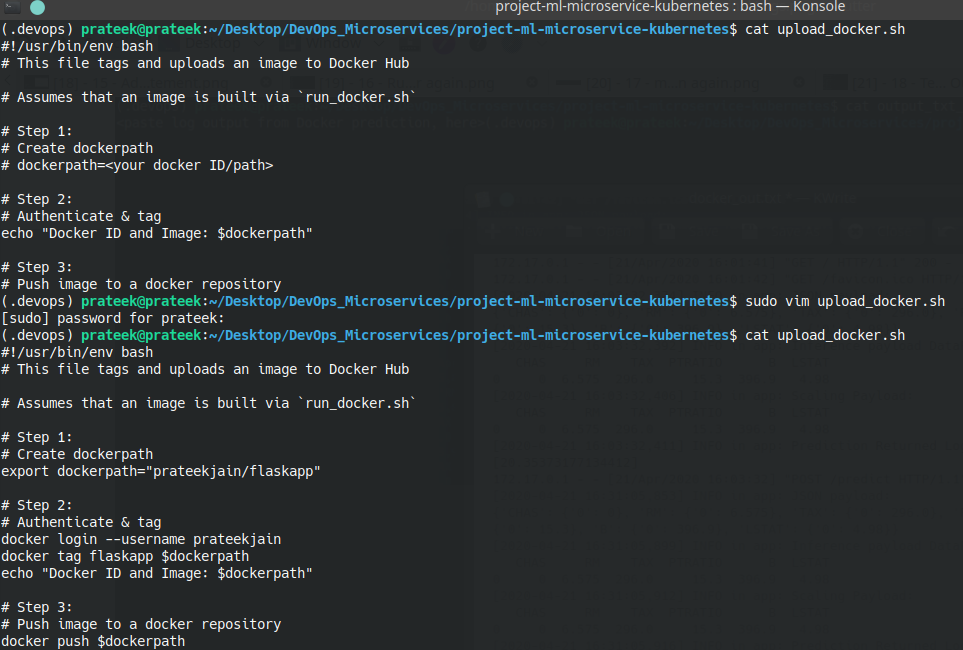 project-ml-microservice-kubernetes : bash — Konsole
(.devops) prateek@prateek:~/Desktop/DevOps_Microservices/project-ml-microservice-kubernetes$ cat upload_docker.sh
#!/usr/bin/env bash
# This file tags and uploads an image to Docker Hub
# Assumes that an image is built via `run_docker.sh`
# Step 1:
# Create dockerpath
# dockerpath=<your docker ID/path>
# Step 2:
# Authenticate & tag
echo "Docker ID and Image: $dockerpath"
# Step 3:
# Push image to a docker repository
(.devops) prateek@prateek:~/Desktop/DevOps_Microservices/project-ml-microservice-kubernetes$ sudo vim upload_docker.sh
[sudo] password for prateek:
(.devops) prateek@prateek:~/Desktop/DevOps_Microservices/project-ml-microservice-kubernetes$ cat upload_docker.sh
#!/usr/bin/env bash
# This file tags and uploads an image to Docker Hub
# Assumes that an image is built via `run_docker.sh`
# Step 1:
# Create dockerpath
export dockerpath="prateekjain/flaskapp"
# Step 2:
# Authenticate & tag
docker login --username prateekjain
docker tag flaskapp $dockerpath
echo "Docker ID and Image: $dockerpath"
# Step 3:
# Push image to a docker repository
docker push $dockerpath